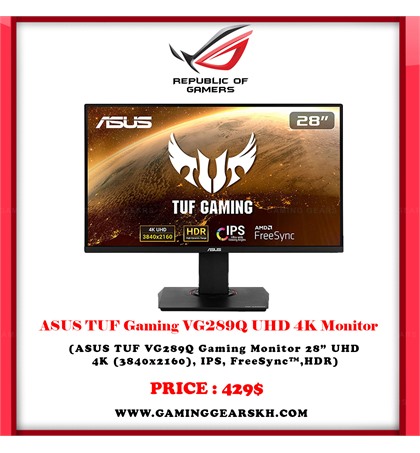 REPUBLIC OF
GAMERS
ASUS
28”
TUF GAMING
4K UHD
3840x2160
HDR
IPS
AMD
FreeSync
ASUS
ASUS TUF Gaming VG289Q UHD 4K Monitor
(ASUS TUF VG289Q Gaming Monitor 28” UHD
4K (3840x2160), IPS, FreeSync™,HDR)
PRICE : 429$
WWW.GAMINGGEARSKH.COM